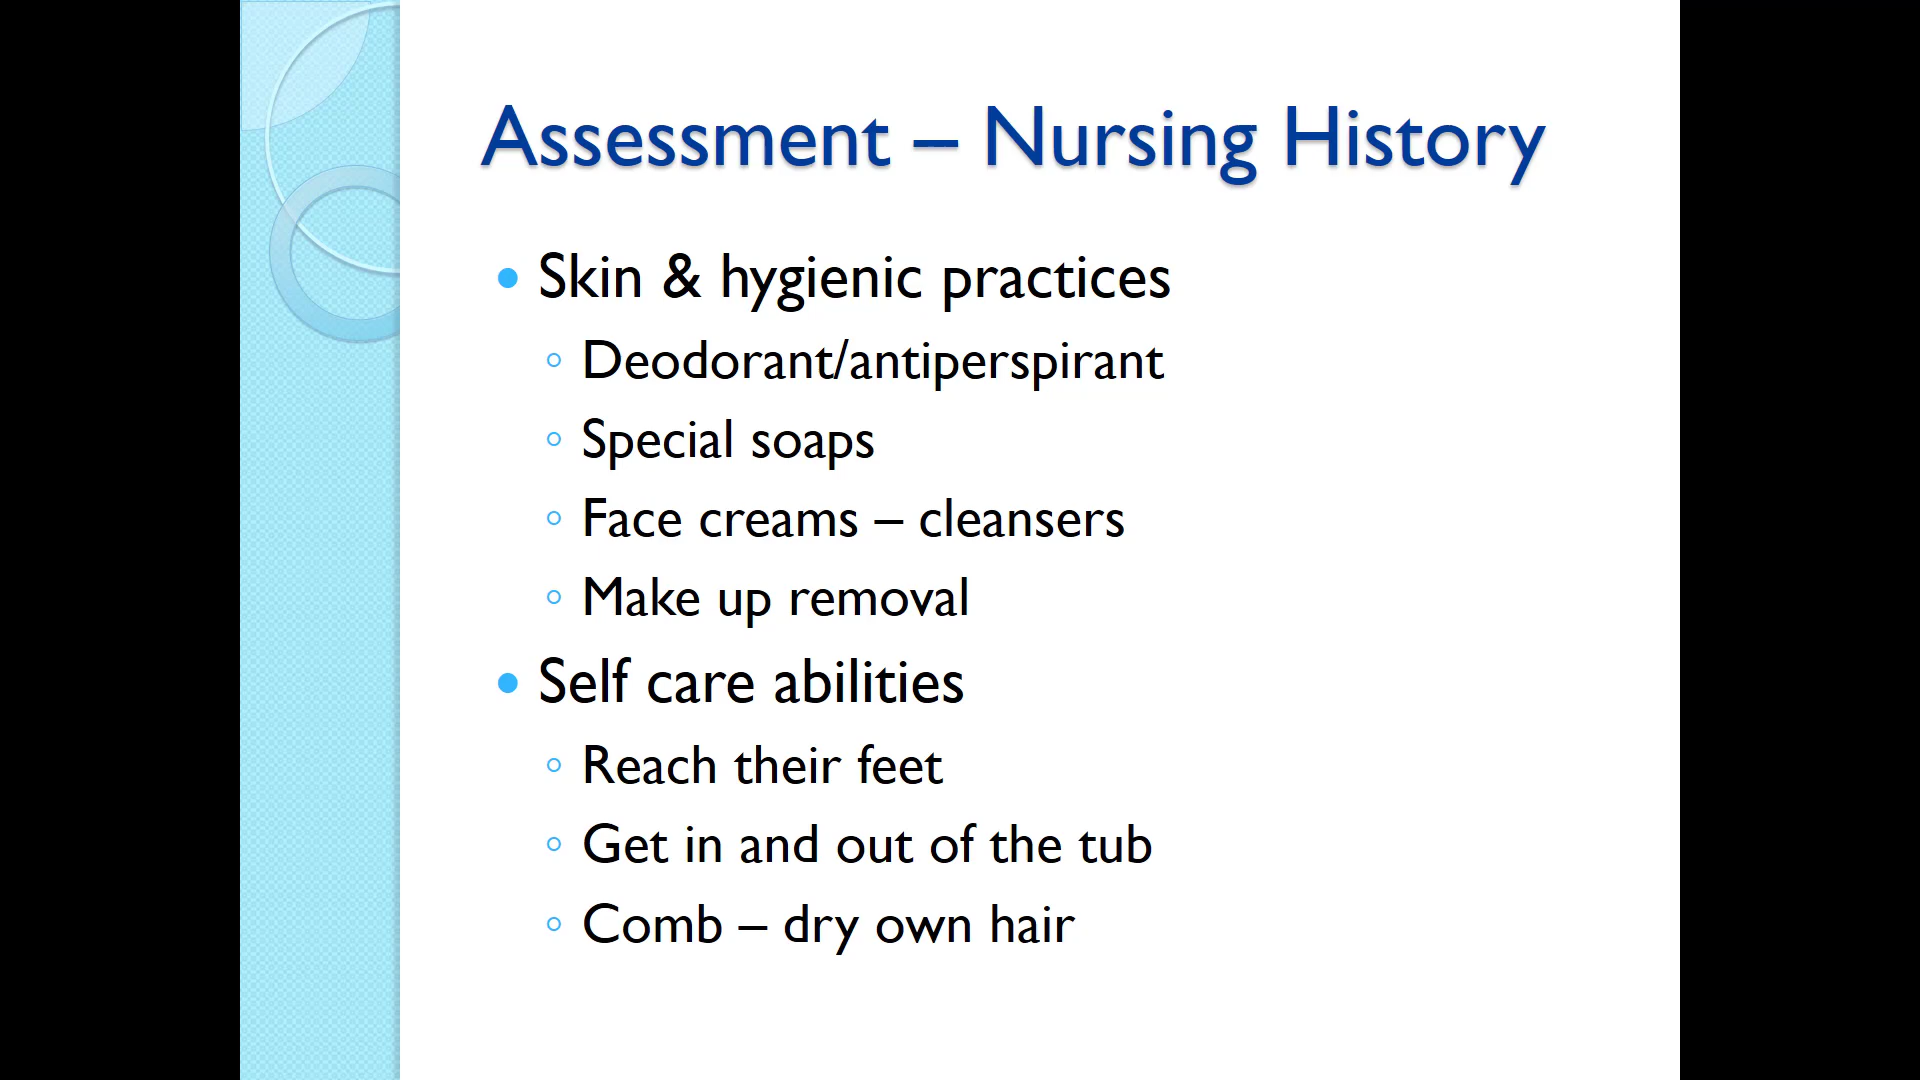 Assessment – Nursing History
• Skin & hygienic practices
◦ Deodorant/antiperspirant
◦ Special soaps
◦ Face creams – cleansers
◦ Make up removal
• Self care abilities
◦ Reach their feet
◦ Get in and out of the tub
◦ Comb – dry own hair